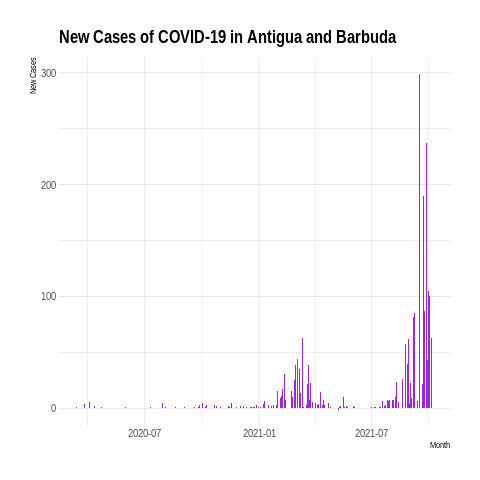 New Cases of COVID-19 in Antigua and Barbuda
New Cases
300
200
100
0
2020-07 2021-01 2021-07
Month